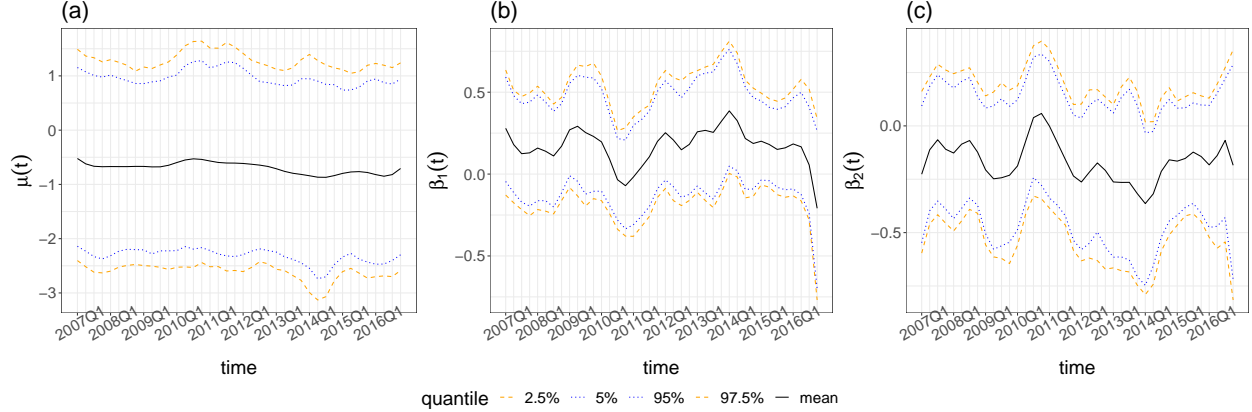 (a)
μ(t)
1
0
−1
−2
−3
2007Q1
2008Q1
2009Q1
2010Q1
2011Q1
2012Q1
2013Q1
2014Q1
2015Q1
2016Q1
time
(b)
β1(t)
0.5
0.0
−0.5
2007Q1
2008Q1
2009Q1
2010Q1
2011Q1
2012Q1
2013Q1
2014Q1
2015Q1
2016Q1
time
(c)
β2(t)
0.0
−0.5
2007Q1
2008Q1
2009Q1
2010Q1
2011Q1
2012Q1
2013Q1
2014Q1
2015Q1
2016Q1
time
quantile 2.5% 5% 95% 97.5% mean